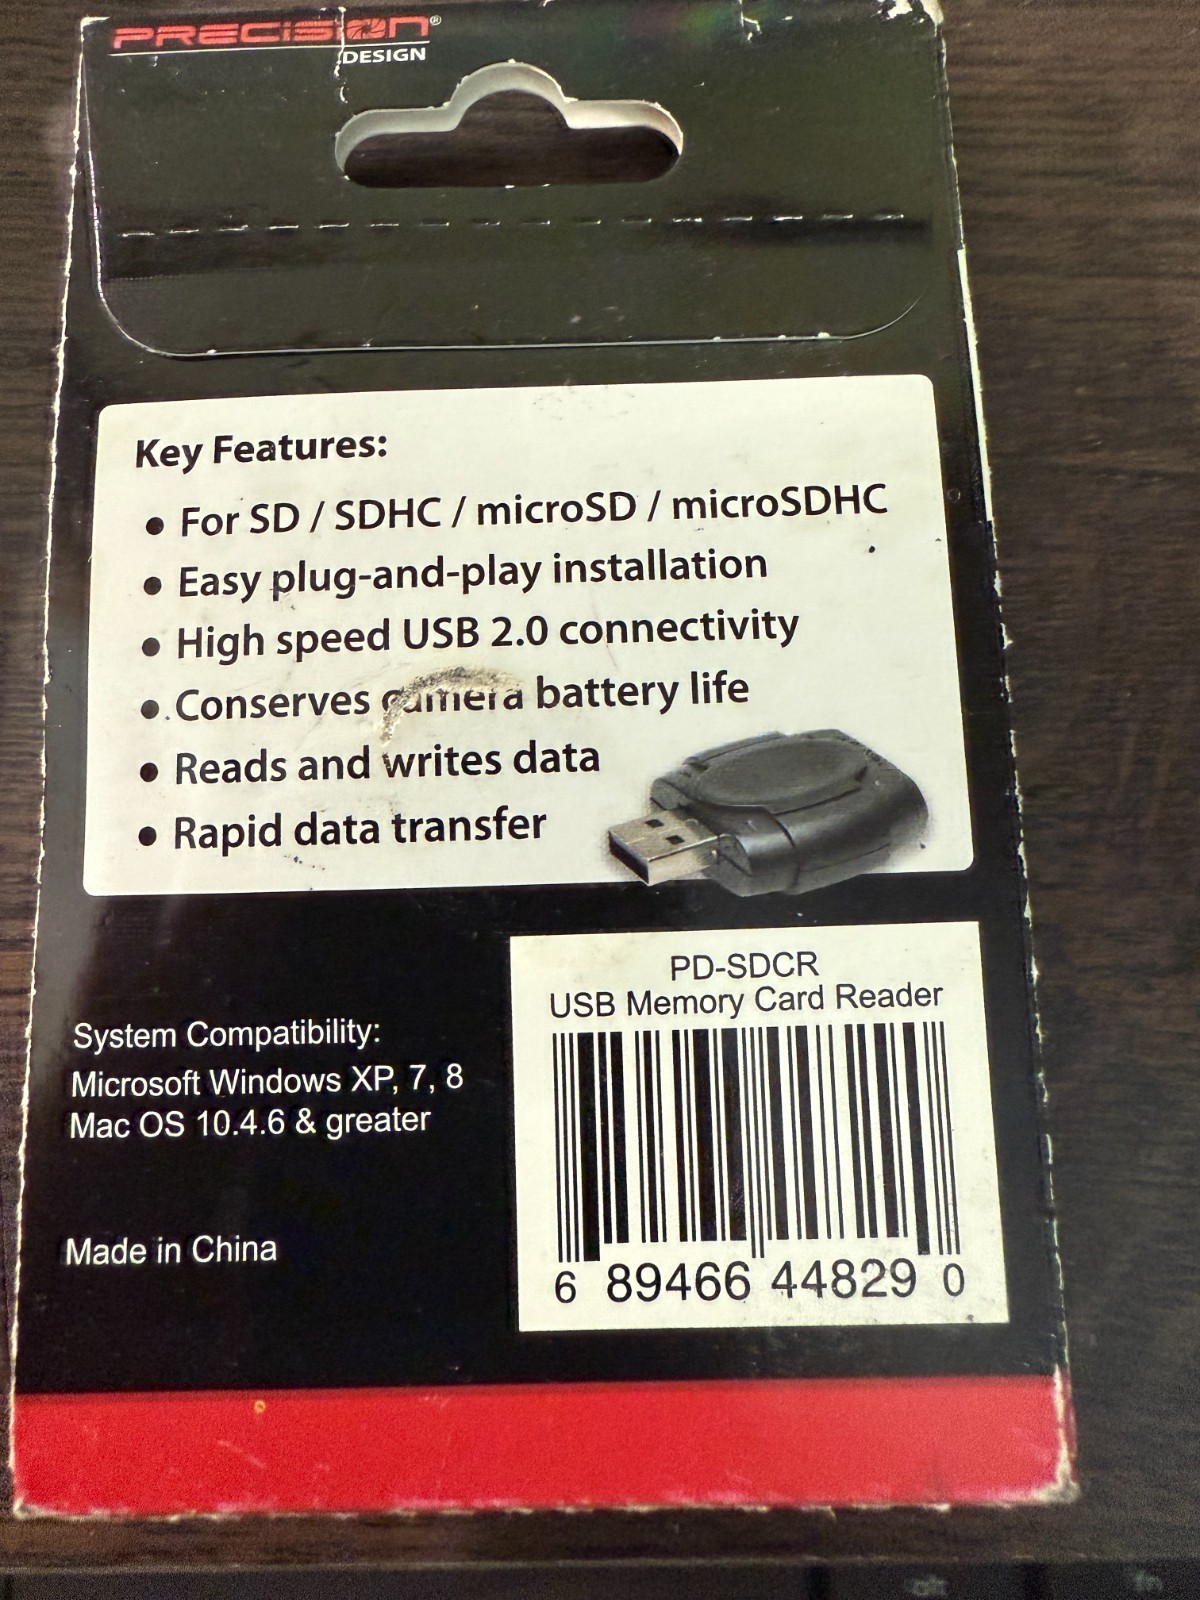 PRECISION®
DESIGN
Key Features:
• For SD / SDHC / microSD / microSDHC
• Easy plug-and-play installation
• High speed USB 2.0 connectivity
• Conserves camera battery life
• Reads and writes data
• Rapid data transfer
PD-SDCR
USB Memory Card Reader
6 89466 44829 0
System Compatibility:
Microsoft Windows XP, 7, 8
Mac OS 10.4.6 & greater
Made in China